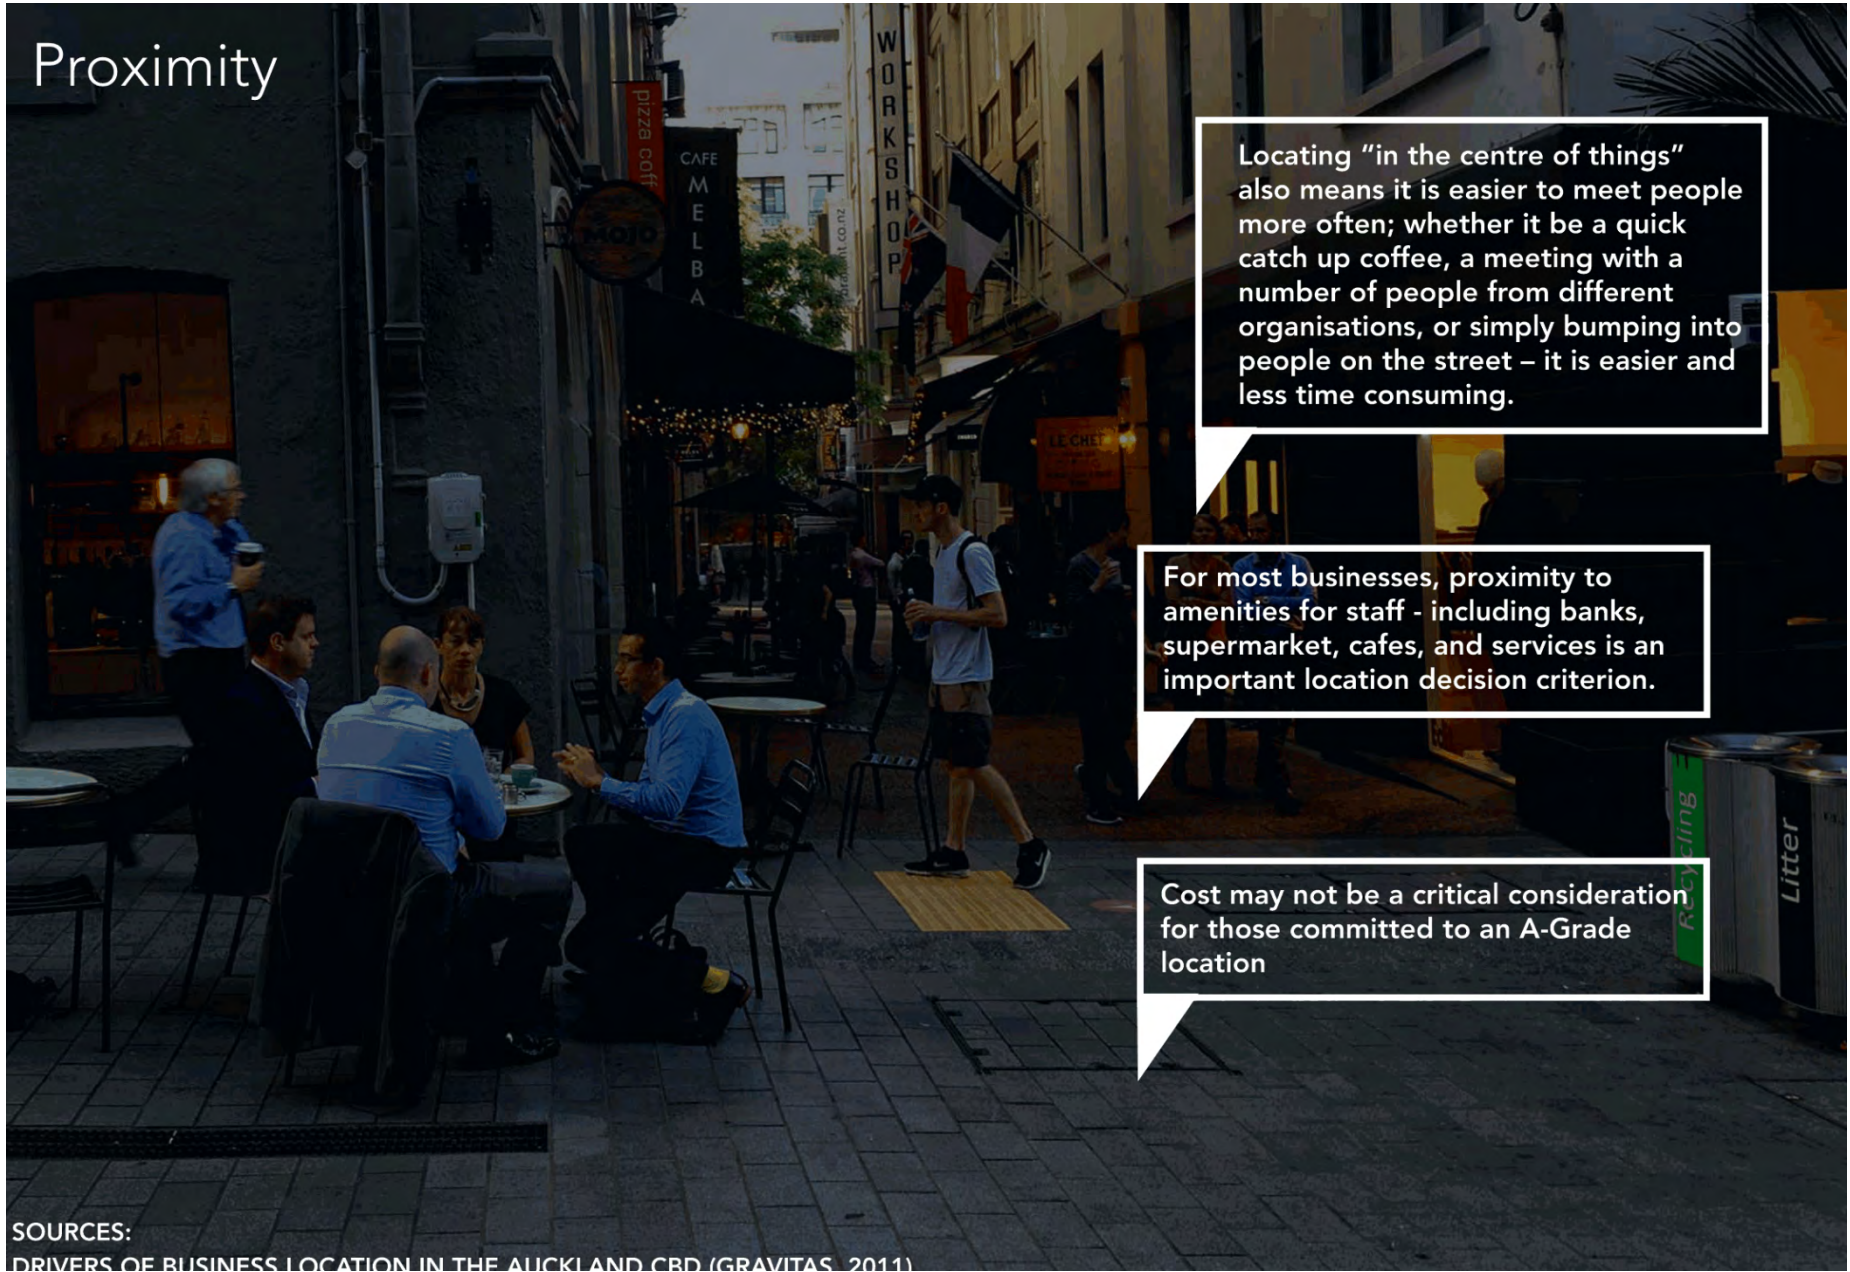 Proximity
WORKSHOP
pizza coff
CAFE
MELBA
MOJO
Locating “in the centre of things”
also means it is easier to meet people
more often; whether it be a quick
catch up coffee, a meeting with a
number of people from different
organisations, or simply bumping into
people on the street – it is easier and
less time consuming.
LE CHEF
For most businesses, proximity to
amenities for staff - including banks,
supermarket, cafes, and services is an
important location decision criterion.
Recycling
Litter
Cost may not be a critical consideration
for those committed to an A-Grade
location
SOURCES:
DRIVERS OF BUSINESS LOCATION IN THE AUCKLAND CBD (GRAVITAS, 2011)